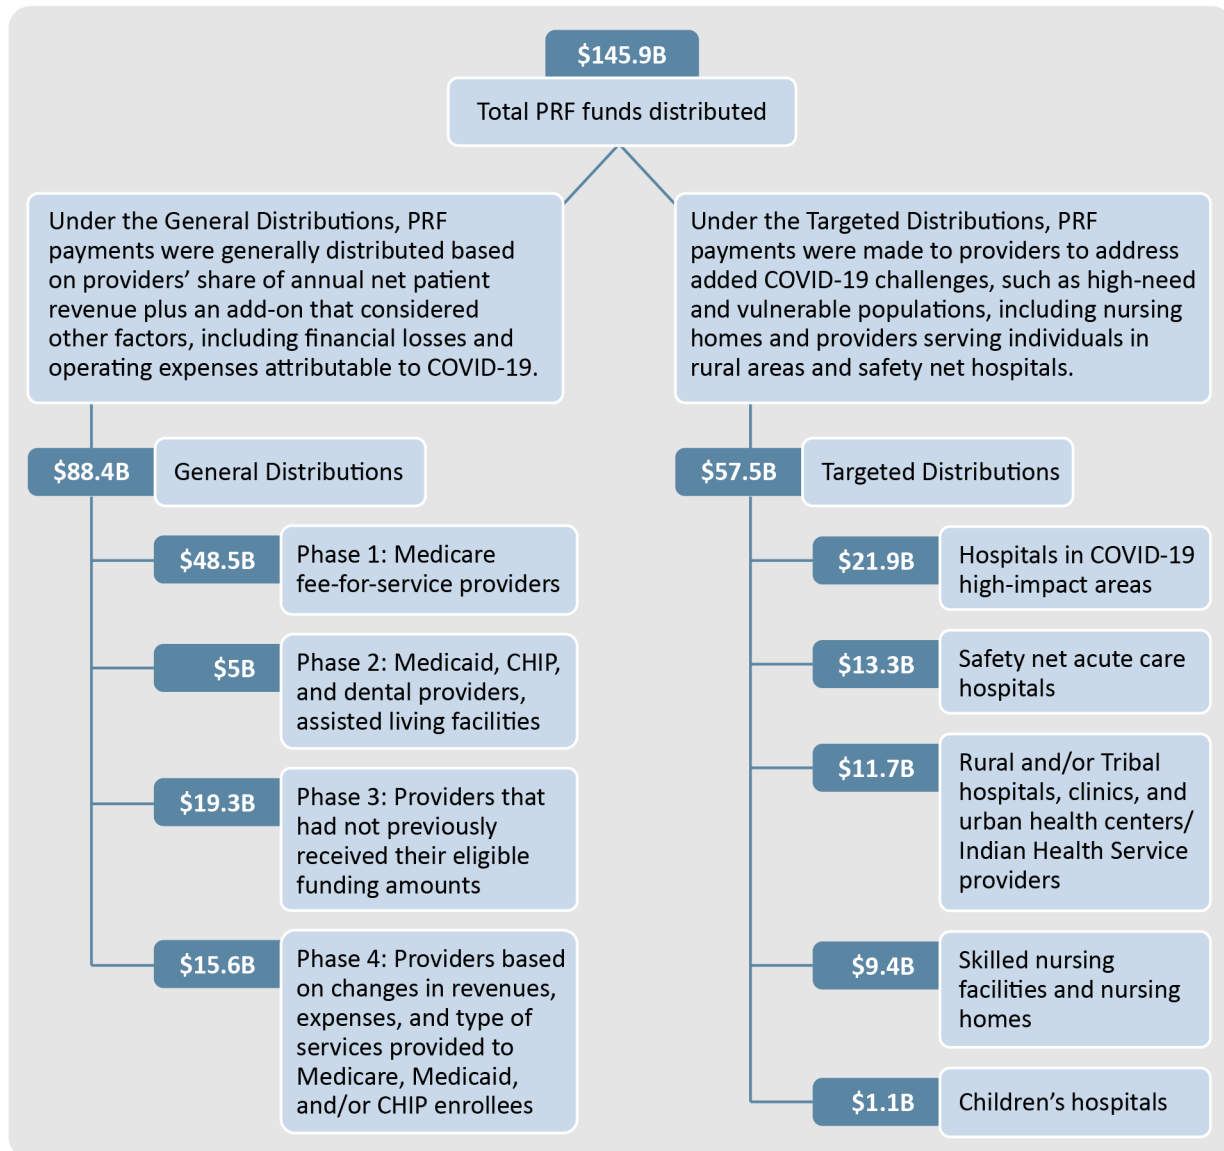 $145.9B
Total PRF funds distributed
Under the General Distributions, PRF
payments were generally distributed based
on providers’ share of annual net patient
revenue plus an add-on that considered
other factors, including financial losses and
operating expenses attributable to COVID-19.
$88.4B
General Distributions
$48.5B
Phase 1: Medicare
fee-for-service providers
$5B
Phase 2: Medicaid, CHIP,
and dental providers,
assisted living facilities
$19.3B
Phase 3: Providers that
had not previously
received their eligible
funding amounts
$15.6B
Phase 4: Providers based
on changes in revenues,
expenses, and type of
services provided to
Medicare, Medicaid,
and/or CHIP enrollees
Under the Targeted Distributions, PRF
payments were made to providers to address
added COVID-19 challenges, such as high-need
and vulnerable populations, including nursing
homes and providers serving individuals in
rural areas and safety net hospitals.
$57.5B
Targeted Distributions
$21.9B
Hospitals in COVID-19
high-impact areas
$13.3B
Safety net acute care
hospitals
$11.7B
Rural and/or Tribal
hospitals, clinics, and
urban health centers/
Indian Health Service
providers
$9.4B
Skilled nursing
facilities and nursing
homes
$1.1B
Children’s hospitals